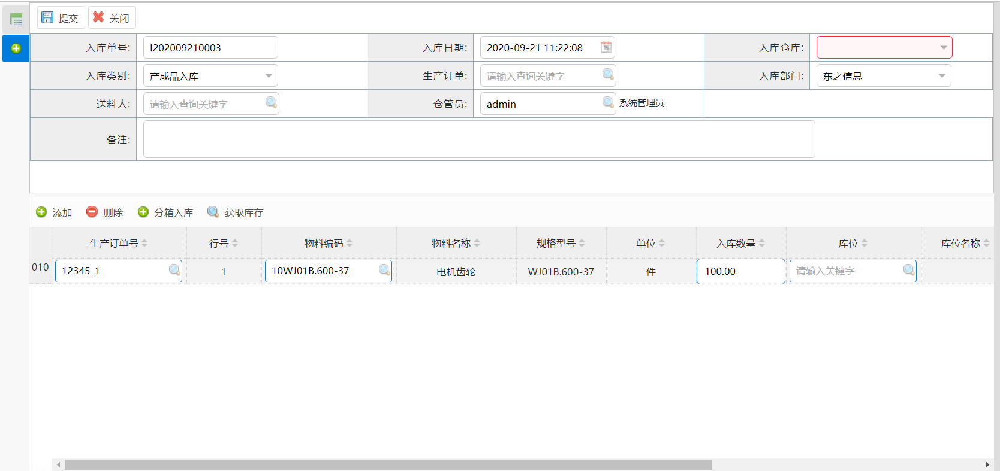 提交 关闭
入库单号: I202009210003 入库日期: 2020-09-21 11:22:08 15 入库仓库:
入库类别: 产成品入库 生产订单: 请输入查询关键字 入库部门: 东之信息
送料人: 请输入查询关键字 仓管员: admin 系统管理员
备注:
添加 删除 分箱入库 获取库存
生产订单号 行号 物料编码 物料名称 规格型号 单位 入库数量 库位 库位名称
010 12345_1 1 10WJ01B.600-37 电机齿轮 WJ01B.600-37 件 100.00 请输入关键字